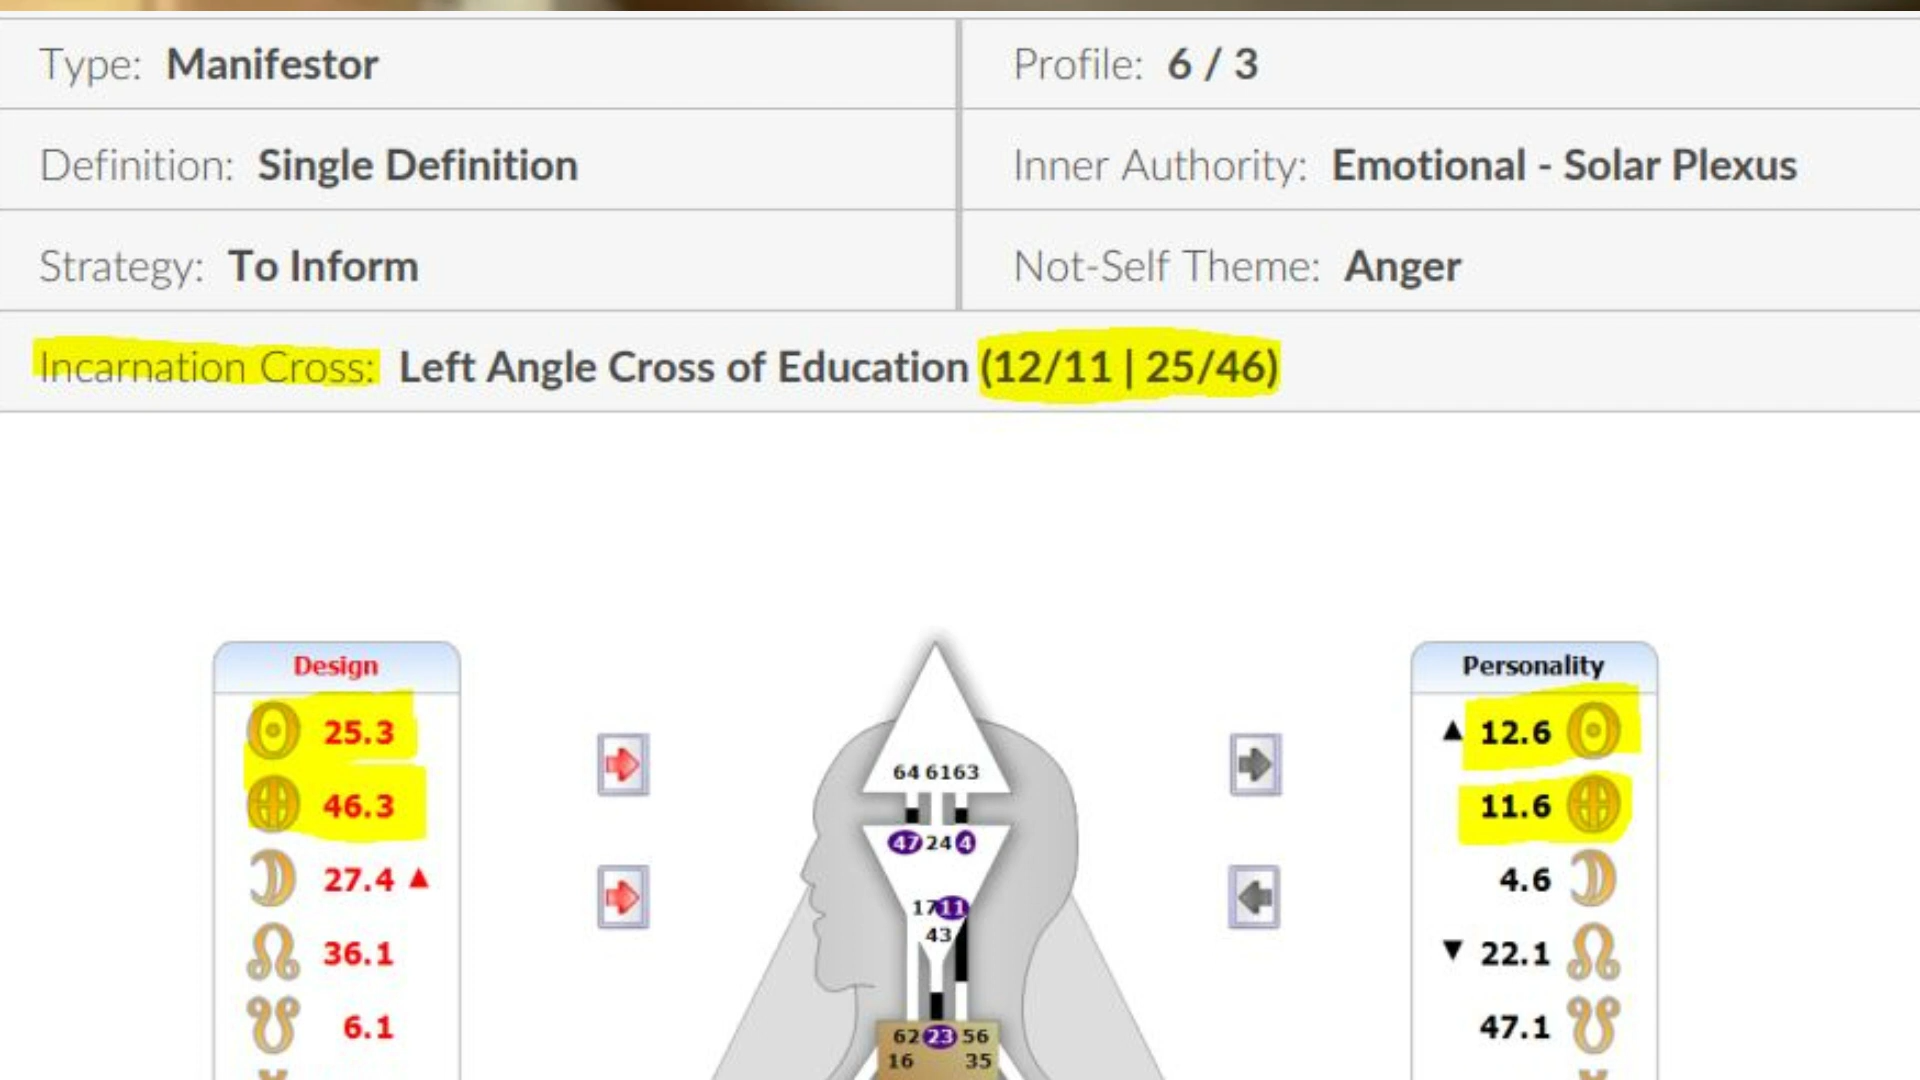 Type: Manifestor
Profile: 6 / 3
Definition: Single Definition
Inner Authority: Emotional - Solar Plexus
Strategy: To Inform
Not-Self Theme: Anger
Incarnation Cross: Left Angle Cross of Education (12/11 | 25/46)
Design
25.3
46.3
27.4 ▲
36.1
6.1
64 61 63
47 24 4
17 11
43
62 23 56
16 35
Personality
▲ 12.6
11.6
4.6
▼ 22.1
47.1